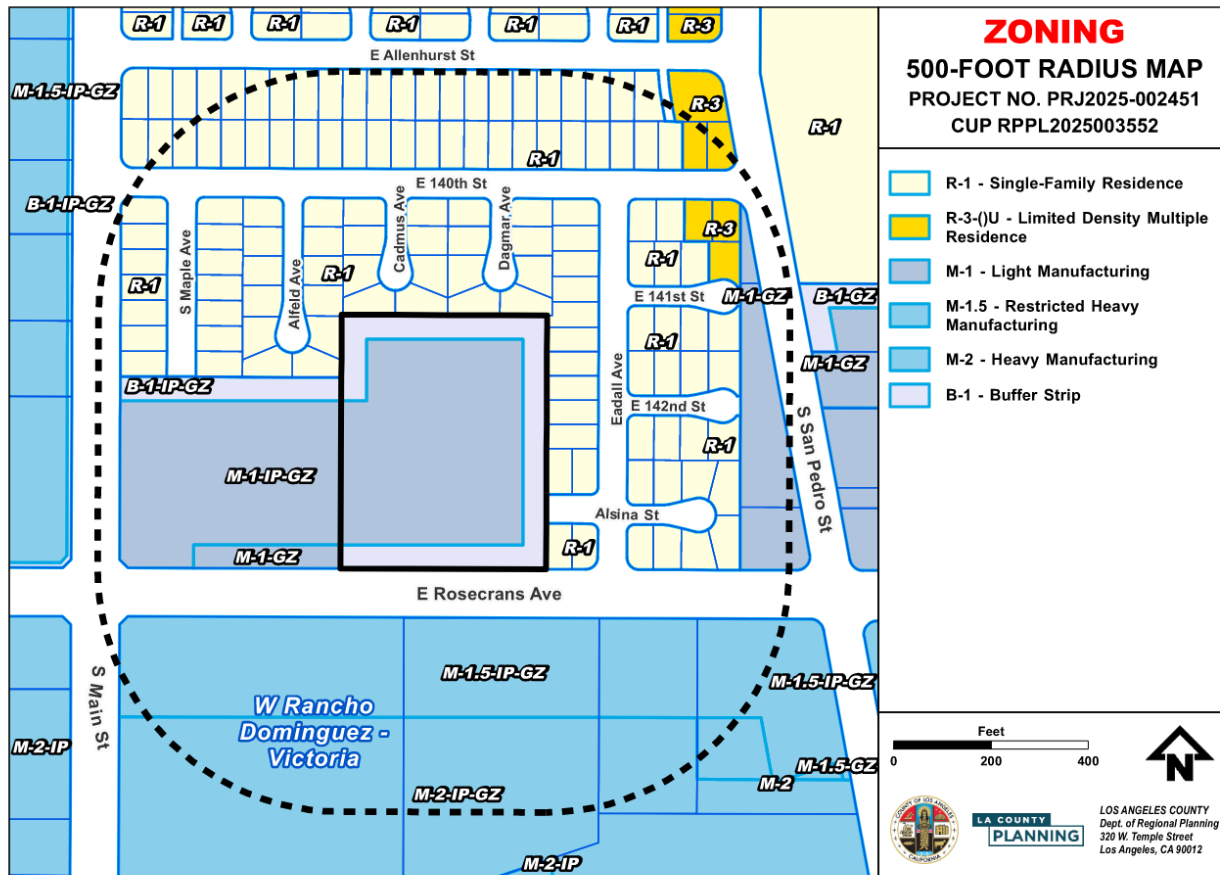 R-1
R-1
R-1
R-1
R-1
R-1
R-3
E Allenhurst St
M-1.5-IP-GZ
R-3
R-1
R-1
E 140th St
B-1-IP-GZ
S Maple Ave
Alfeld Ave
Cadmus Ave
Dagmar Ave
R-3
R-1
R-1
R-1
E 141st St
M-1-GZ
B-1-GZ
R-1
M-1-GZ
B-1-IP-GZ
Eadall Ave
E 142nd St
S San Pedro St
R-1
M-1-IP-GZ
Alsina St
M-1-GZ
R-1
E Rosecrans Ave
S Main St
M-1.5-IP-GZ
M-1.5-IP-GZ
W Rancho
Dominguez -
Victoria
M-2-IP
M-1.5-GZ
M-2
M-2-IP-GZ
M-2-IP
ZONING
500-FOOT RADIUS MAP
PROJECT NO. PRJ2025-002451
CUP RPPL2025003552
R-1 - Single-Family Residence
R-3-()U - Limited Density Multiple
Residence
M-1 - Light Manufacturing
M-1.5 - Restricted Heavy
Manufacturing
M-2 - Heavy Manufacturing
B-1 - Buffer Strip
Feet
0 200 400
N
COUNTY OF LOS ANGELES
CALIFORNIA
LA COUNTY
PLANNING
LOS ANGELES COUNTY
Dept. of Regional Planning
320 W. Temple Street
Los Angeles, CA 90012